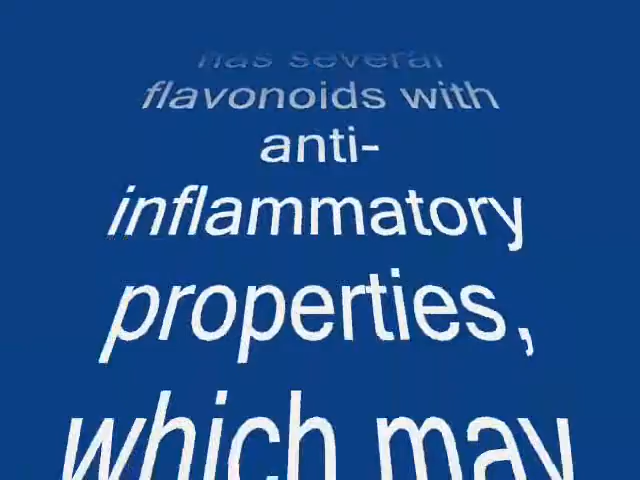 has several
flavonoids with
anti-
inflammatory
properties,
which may